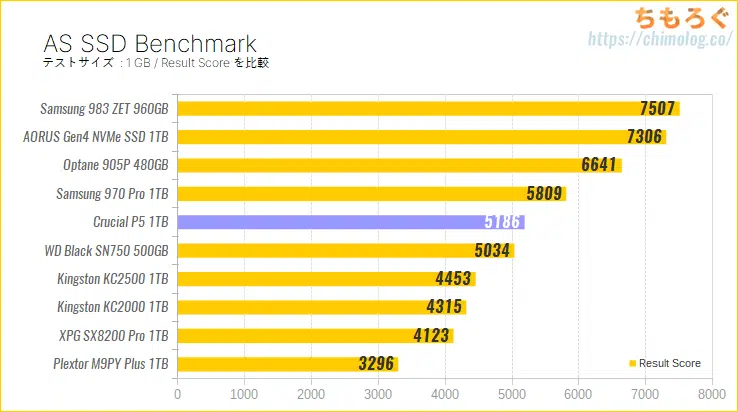 ちもろぐ
https://chimolog.co/
AS SSD Benchmark
テストサイズ : 1 GB / Result Score を比較
Samsung 983 ZET 960GB 7507
AORUS Gen4 NVMe SSD 1TB 7306
Optane 905P 480GB 6641
Samsung 970 Pro 1TB 5809
Crucial P5 1TB 5186
WD Black SN750 500GB 5034
Kingston KC2500 1TB 4453
Kingston KC2000 1TB 4315
XPG SX8200 Pro 1TB 4123
Plextor M9PY Plus 1TB 3296
Result Score
0 1000 2000 3000 4000 5000 6000 7000 8000